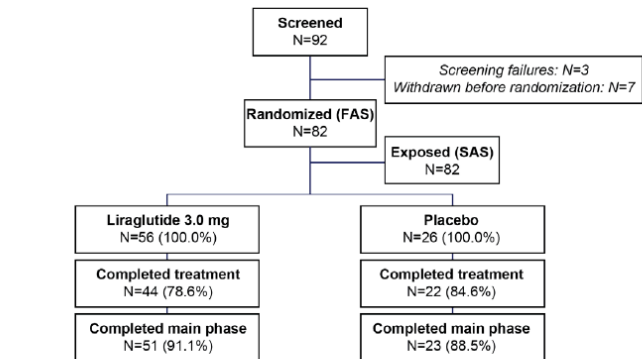 Screened
N=92
Screening failures: N=3
Withdrawn before randomization: N=7
Randomized (FAS)
N=82
Exposed (SAS)
N=82
Liraglutide 3.0 mg
N=56 (100.0%)
Placebo
N=26 (100.0%)
Completed treatment
N=44 (78.6%)
Completed treatment
N=22 (84.6%)
Completed main phase
N=51 (91.1%)
Completed main phase
N=23 (88.5%)